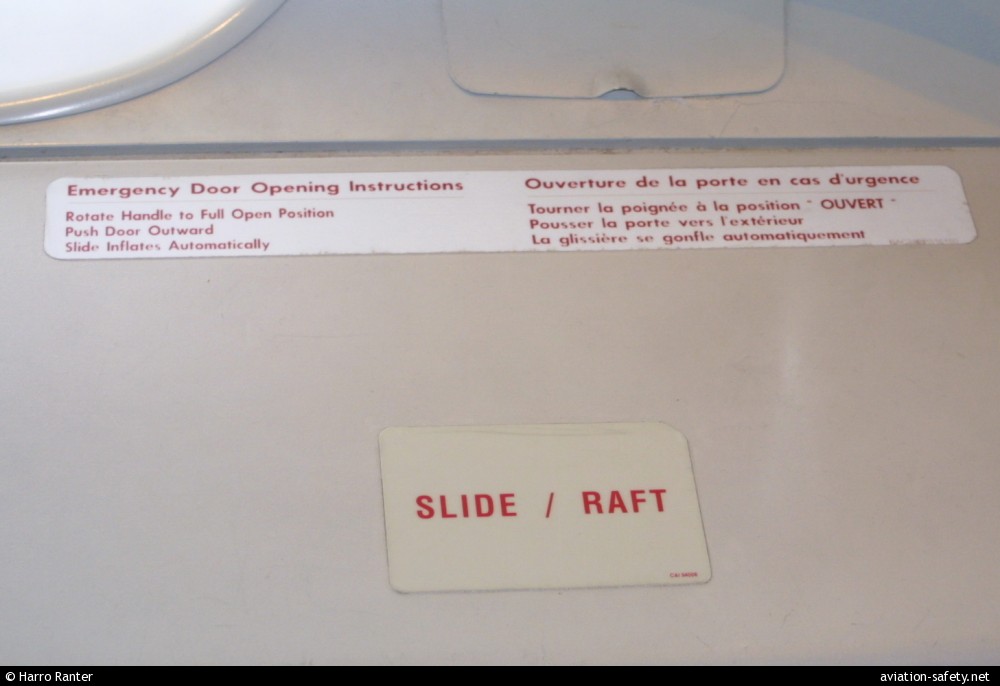 Emergency Door Opening Instructions
Rotate Handle to Full Open Position
Push Door Outward
Slide Inflates Automatically
Ouverture de la porte en cas d'urgence
Tourner la poignée à la position " OUVERT "
Pousser la porte vers l'extérieur
La glissière se gonfle automatiquement
SLIDE / RAFT
© Harro Ranter
aviation-safety.net